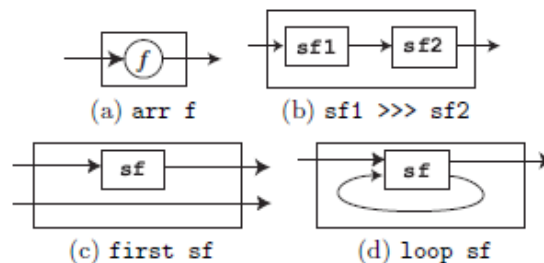 f
sf1 sf2
(a) arr f (b) sf1 >>> sf2
sf sf
(c) first sf (d) loop sf